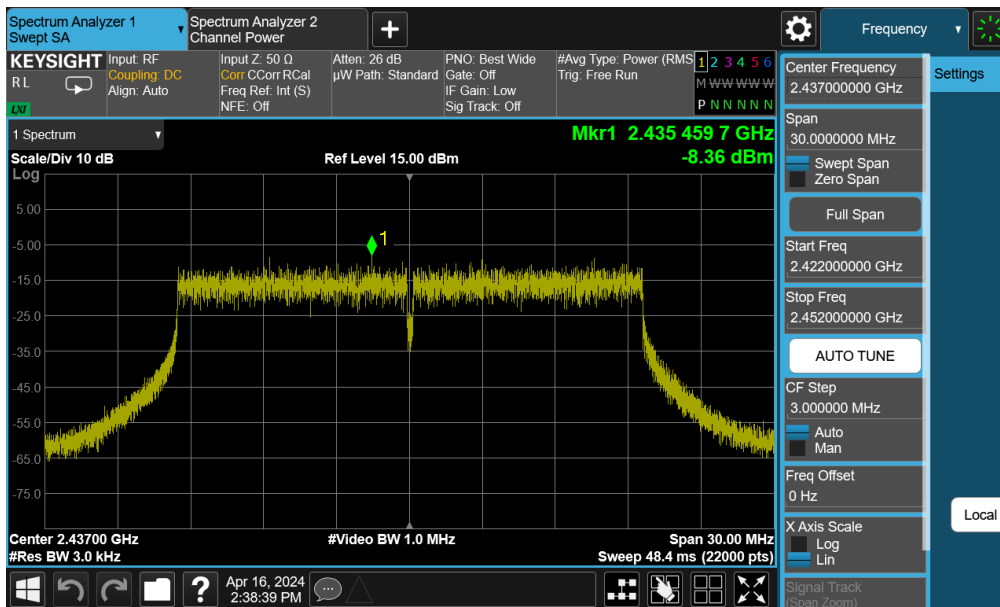 Spectrum Analyzer 1
Swept SA
Spectrum Analyzer 2
Channel Power
Frequency
KEYSIGHT
RL
LXI
Input: RF
Coupling: DC
Align: Auto
Input Z: 50 Ω
Corr CCorr RCal
Freq Ref: Int (S)
NFE: Off
Atten: 26 dB
µW Path: Standard
PNO: Best Wide
Gate: Off
IF Gain: Low
Sig Track: Off
#Avg Type: Power (RMS
Trig: Free Run
1 2 3 4 5 6
M W W W W W
P N N N N N
1 Spectrum
Scale/Div 10 dB
Log
Ref Level 15.00 dBm
Mkr1 2.435 459 7 GHz
-8.36 dBm
5.00
-5.00
-15.0
-25.0
-35.0
-45.0
-55.0
-65.0
-75.0
1
Center 2.43700 GHz
#Res BW 3.0 kHz
#Video BW 1.0 MHz
Span 30.00 MHz
Sweep 48.4 ms (22000 pts)
Apr 16, 2024
2:38:39 PM
Center Frequency
2.437000000 GHz
Span
30.0000000 MHz
Swept Span
Zero Span
Full Span
Start Freq
2.422000000 GHz
Stop Freq
2.452000000 GHz
AUTO TUNE
CF Step
3.000000 MHz
Auto
Man
Freq Offset
0 Hz
X Axis Scale
Log
Lin
Signal Track
(Span Zoom)
Settings
Local